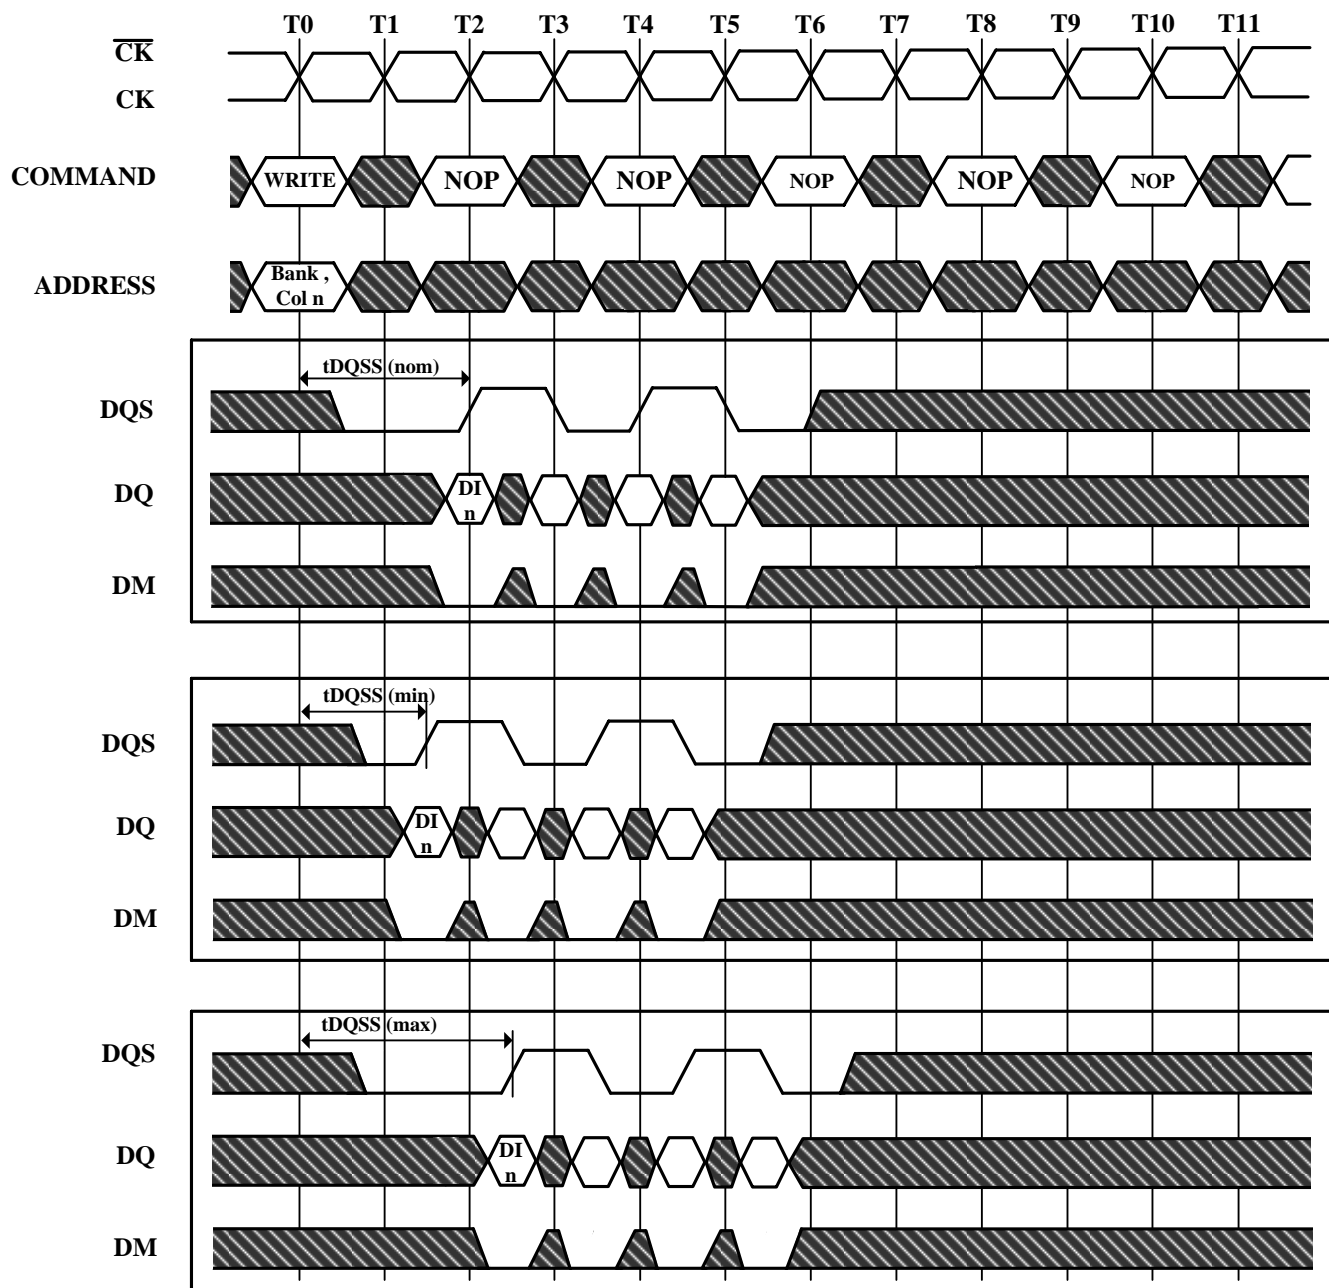 T0 T1 T2 T3 T4 T5 T6 T7 T8 T9 T10 T11
CK
CK
COMMAND WRITE NOP NOP NOP NOP NOP
ADDRESS Bank , Col n
tDQSS (nom)
DQS
DQ DI n
DM
tDQSS (min)
DQS
DQ DI n
DM
tDQSS (max)
DQS
DQ DI n
DM